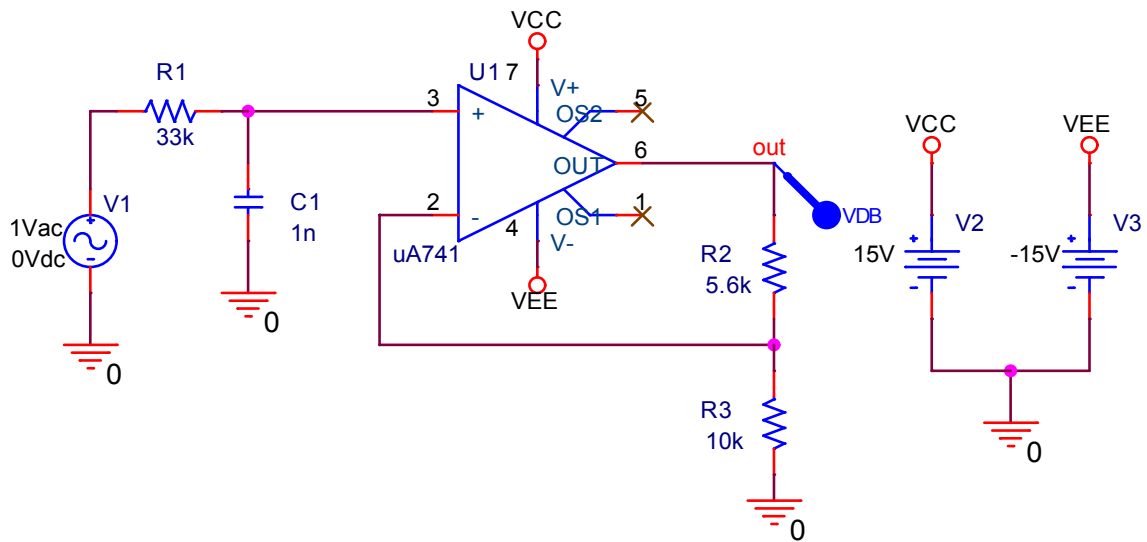 VCC
R1
33k
U1
7
V+
3
+
5
OS2
OUT
6
out
VDB
2
-
4
OS1
1
V-
uA741
VEE
V1
1Vac
0Vdc
+
-
0
C1
1n
0
R2
5.6k
R3
10k
0
VCC
VEE
V2
15V
+
-
V3
-15V
+
-
0